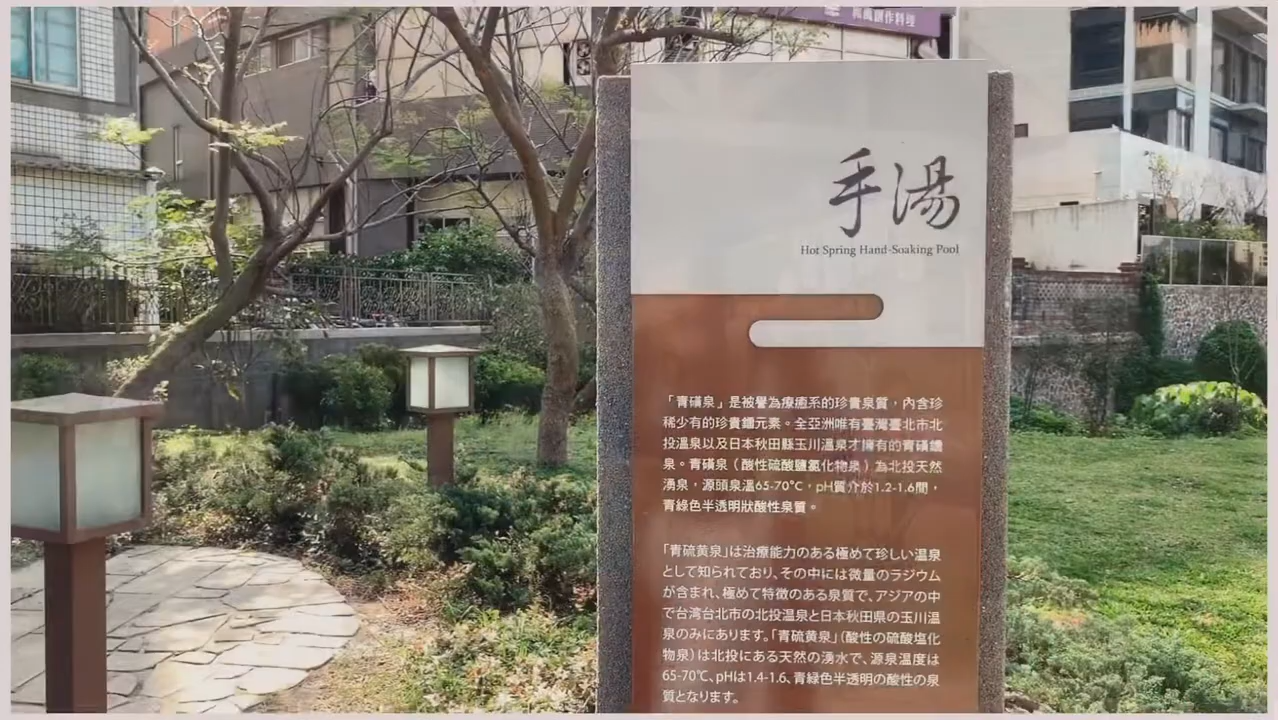 和風創作料理
手湯
Hot Spring Hand-Soaking Pool
「青磺泉」是被譽為療癒系的珍貴泉質，內含珍
稀少有的珍貴鐳元素。全亞洲唯有臺灣臺北市北
投溫泉以及日本秋田縣玉川溫泉才擁有的青磺鐳
泉。青磺泉（酸性硫酸鹽氯化物泉）為北投天然
湧泉，源頭泉溫65-70°C，pH質介於1.2-1.6間，
青綠色半透明狀酸性泉質。
「青硫黄泉」は治療能力のある極めて珍しい温泉
として知られており、その中には微量のラジウム
が含まれ、極めて特徴のある泉質で、アジアの中
で台湾台北市の北投温泉と日本秋田県の玉川温
泉のみにあります。「青硫黄泉」（酸性の硫酸塩化
物泉）は北投にある天然の湧水で、源泉温度は
65-70℃、pHは1.4-1.6、青緑色半透明の酸性の泉
質となります。